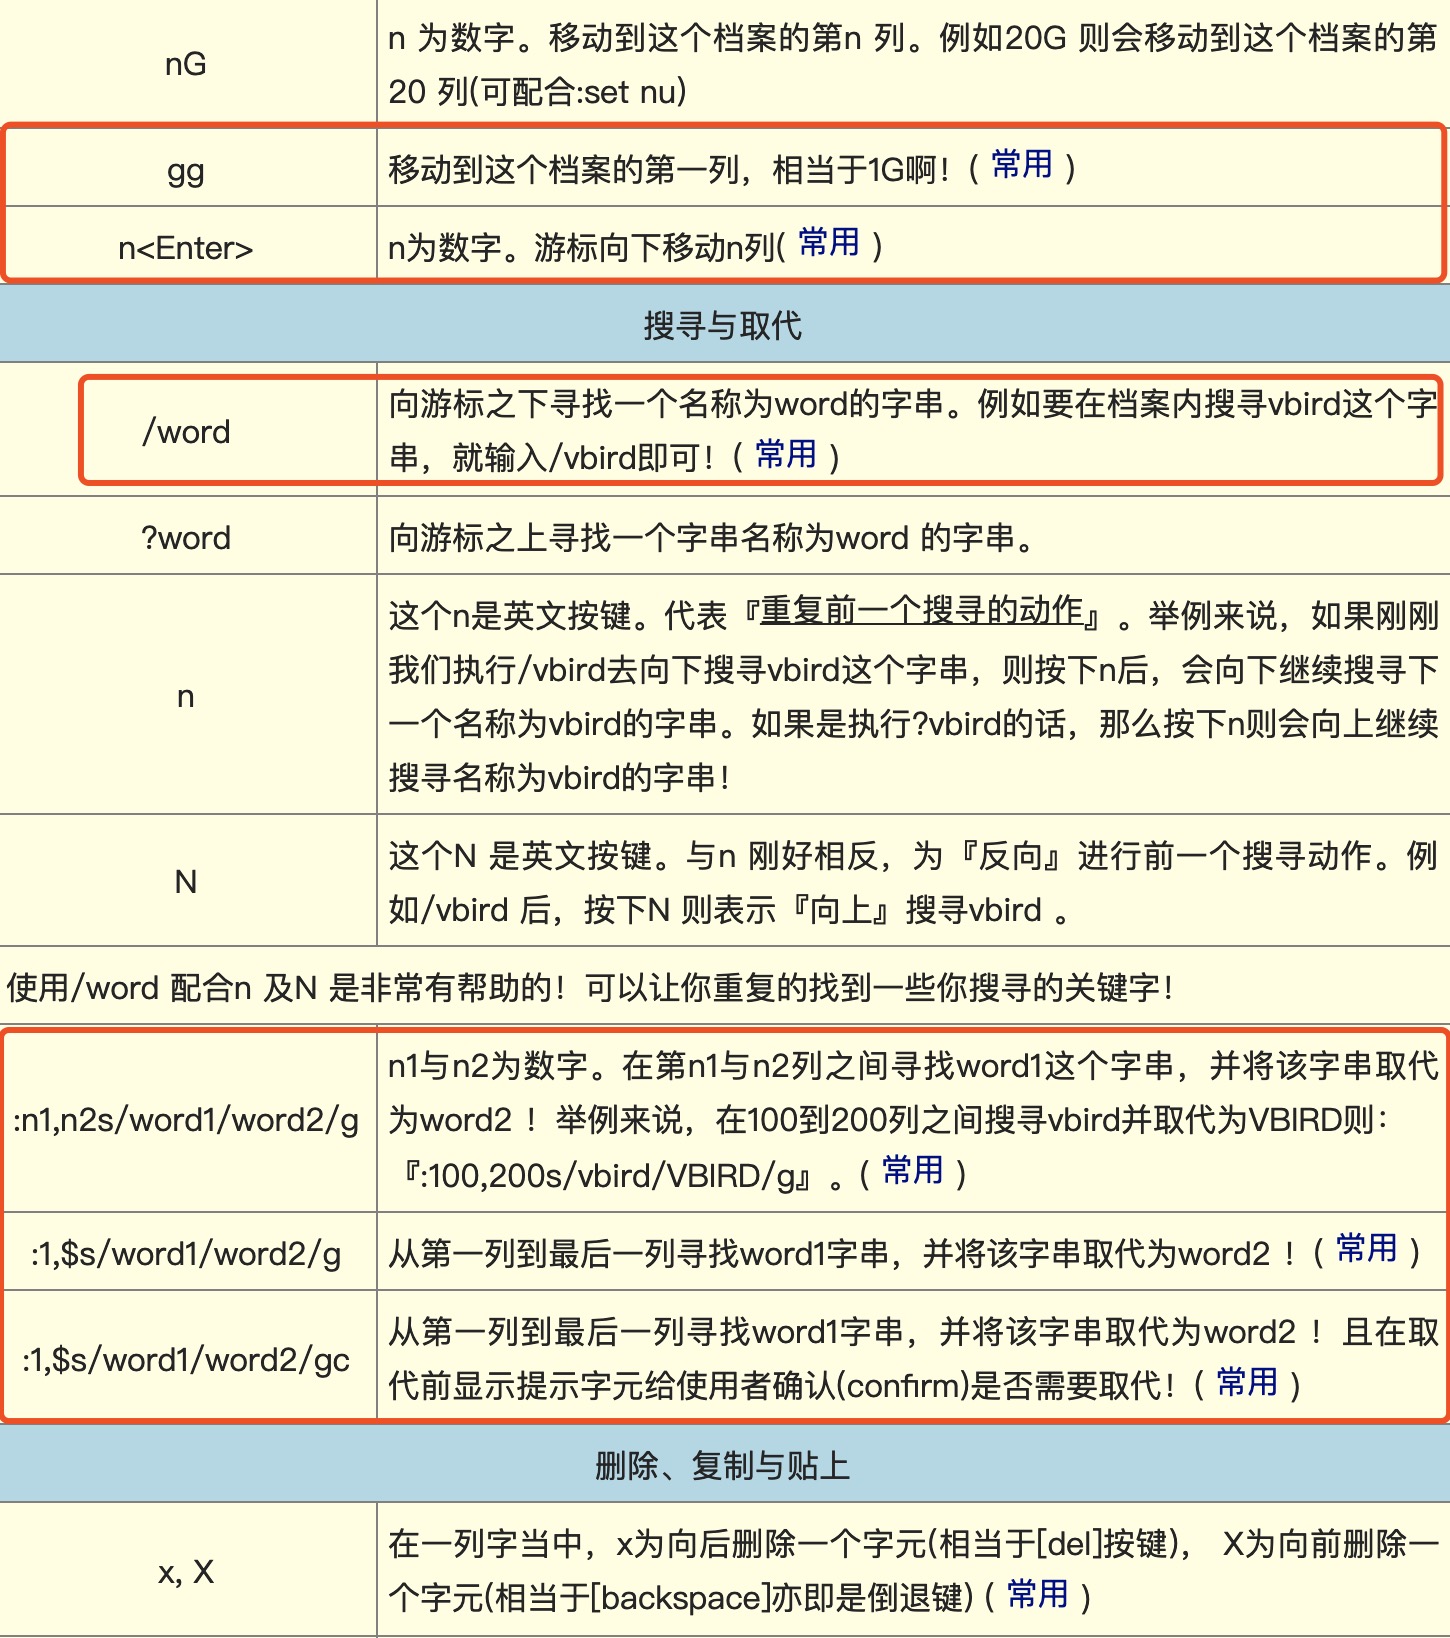 nG
n 为数字。移动到这个档案的第n 列。例如20G 则会移动到这个档案的第
20 列(可配合:set nu)
gg
移动到这个档案的第一列，相当于1G啊！( 常用 )
n<Enter>
n为数字。游标向下移动n列( 常用 )
搜寻与取代
/word
向游标之下寻找一个名称为word的字串。例如要在档案内搜寻vbird这个字
串，就输入/vbird即可！( 常用 )
?word
向游标之上寻找一个字串名称为word 的字串。
n
这个n是英文按键。代表『重复前一个搜寻的动作』。举例来说，如果刚刚
我们执行/vbird去向下搜寻vbird这个字串，则按下n后，会向下继续搜寻下
一个名称为vbird的字串。如果是执行?vbird的话，那么按下n则会向上继续
搜寻名称为vbird的字串！
N
这个N 是英文按键。与n 刚好相反，为『反向』进行前一个搜寻动作。例
如/vbird 后，按下N 则表示『向上』搜寻vbird 。
使用/word 配合n 及N 是非常有帮助的！可以让你重复的找到一些你搜寻的关键字！
:n1,n2s/word1/word2/g
n1与n2为数字。在第n1与n2列之间寻找word1这个字串，并将该字串取代
为word2 ！举例来说，在100到200列之间搜寻vbird并取代为VBIRD则：
『:100,200s/vbird/VBIRD/g』。( 常用 )
:1,$s/word1/word2/g
从第一列到最后一列寻找word1字串，并将该字串取代为word2 ！( 常用 )
:1,$s/word1/word2/gc
从第一列到最后一列寻找word1字串，并将该字串取代为word2 ！且在取
代前显示提示字元给使用者确认(confirm)是否需要取代！( 常用 )
删除、复制与贴上
x, X
在一列字当中，x为向后删除一个字元(相当于[del]按键)， X为向前删除一
个字元(相当于[backspace]亦即是倒退键) ( 常用 )